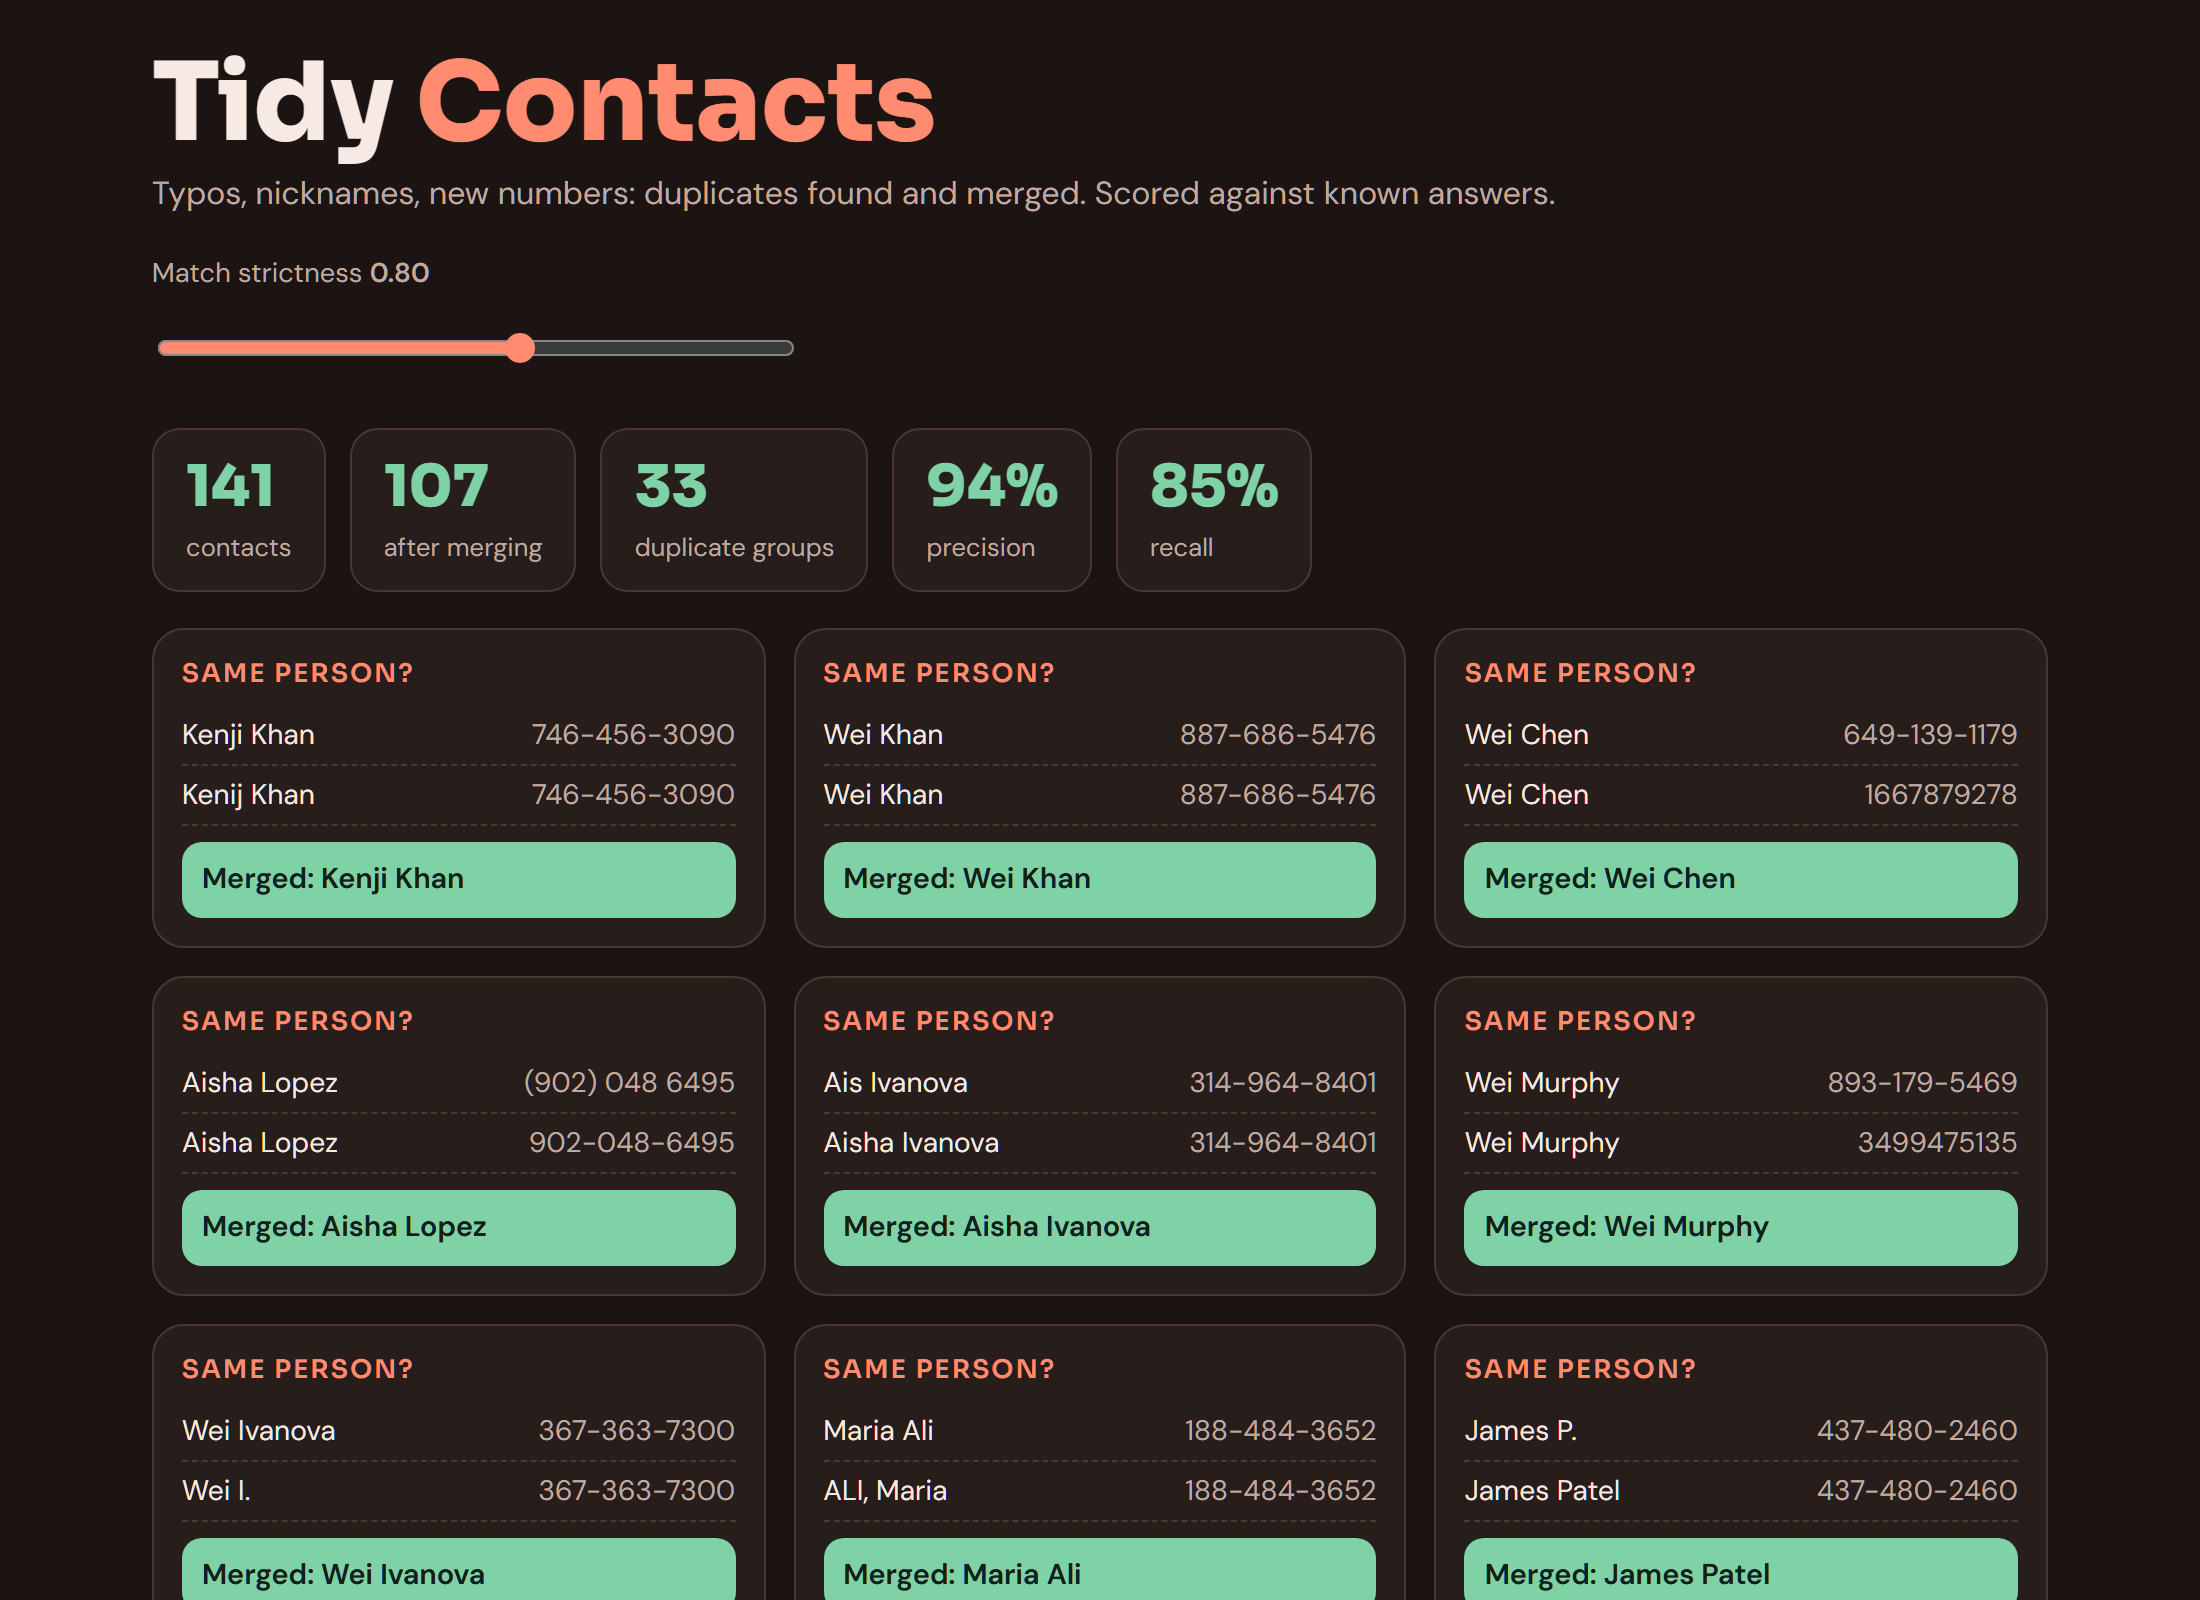 Tidy Contacts
Typos, nicknames, new numbers: duplicates found and merged. Scored against known answers.
Match strictness 0.80
141 107 33 94% 85%
contacts after merging duplicate groups precision recall
SAME PERSON? SAME PERSON? SAME PERSON?
Kenji Khan 746-456-3090 Wei Khan 887-686-5476 Wei Chen 649-139-1179
Kenij Khan 746-456-3090 Wei Khan 887-686-5476 Wei Chen 1667879278
Merged: Kenji Khan Merged: Wei Khan Merged: Wei Chen
SAME PERSON? SAME PERSON? SAME PERSON?
Aisha Lopez (902) 048 6495 Ais Ivanova 314-964-8401 Wei Murphy 893-179-5469
Aisha Lopez 902-048-6495 Aisha Ivanova 314-964-8401 Wei Murphy 3499475135
Merged: Aisha Lopez Merged: Aisha Ivanova Merged: Wei Murphy
SAME PERSON? SAME PERSON? SAME PERSON?
Wei Ivanova 367-363-7300 Maria Ali 188-484-3652 James P. 437-480-2460
Wei I. 367-363-7300 ALI, Maria 188-484-3652 James Patel 437-480-2460
Merged: Wei Ivanova Merged: Maria Ali Merged: James Patel